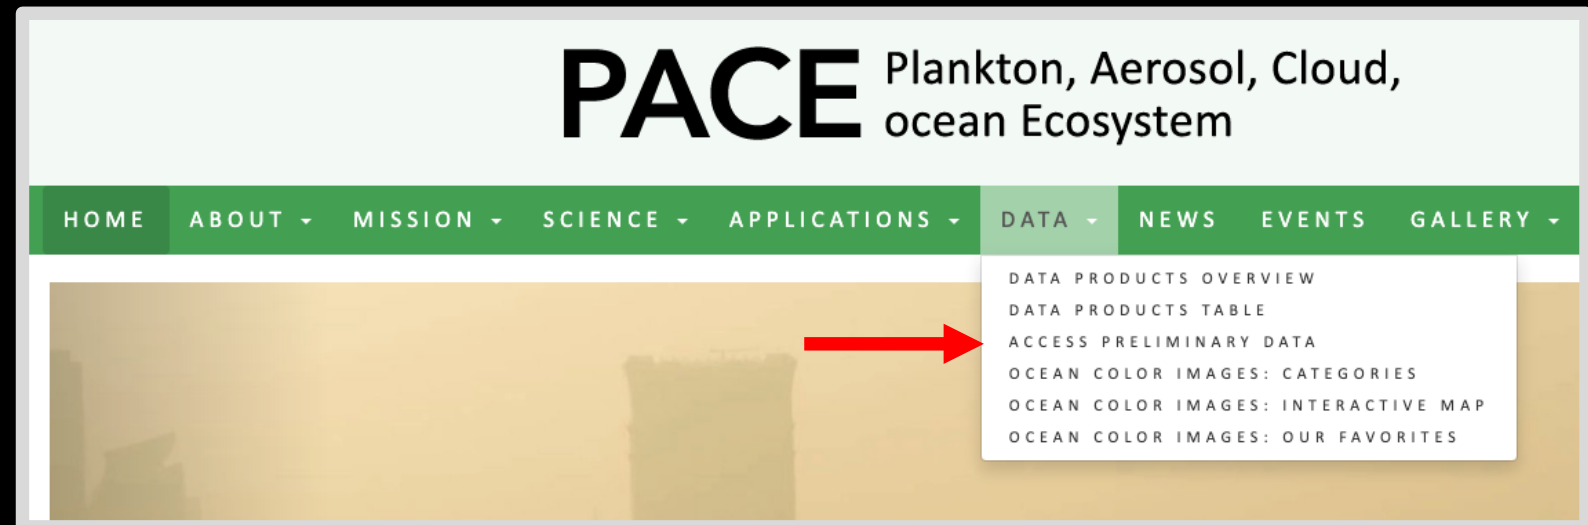 PACE Plankton, Aerosol, Cloud,
ocean Ecosystem
HOME ABOUT MISSION SCIENCE APPLICATIONS DATA NEWS EVENTS GALLERY
DATA PRODUCTS OVERVIEW
DATA PRODUCTS TABLE
ACCESS PRELIMINARY DATA
OCEAN COLOR IMAGES: CATEGORIES
OCEAN COLOR IMAGES: INTERACTIVE MAP
OCEAN COLOR IMAGES: OUR FAVORITES